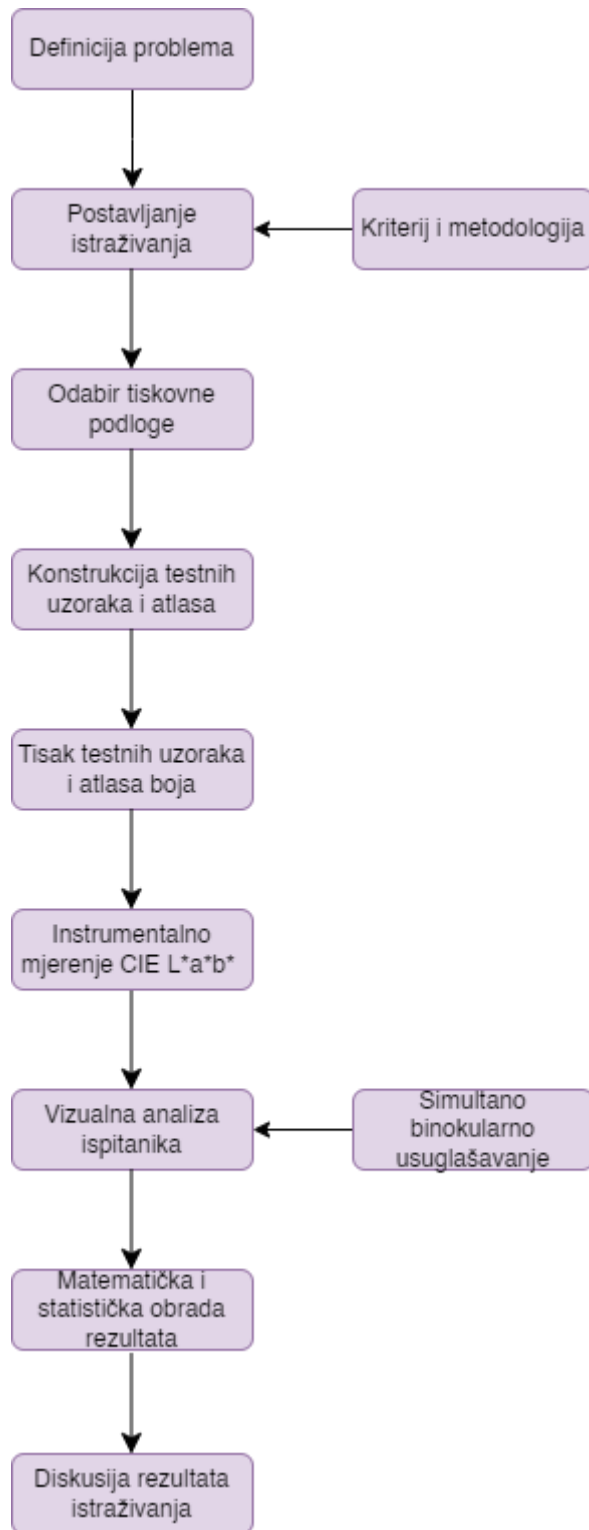 Definicija problema
Postavljanje
istraživanja
Kriterij i metodologija
Odabir tiskovne
podloge
Konstrukcija testnih
uzoraka i atlasa
Tisak testnih uzoraka
i atlasa boja
Instrumentalno
mjerenje CIE L*a*b*
Vizualna analiza
ispitanika
Simultano
binokularno
usuglašavanje
Matematička i
statistička obrada
rezultata
Diskusija rezultata
istraživanja